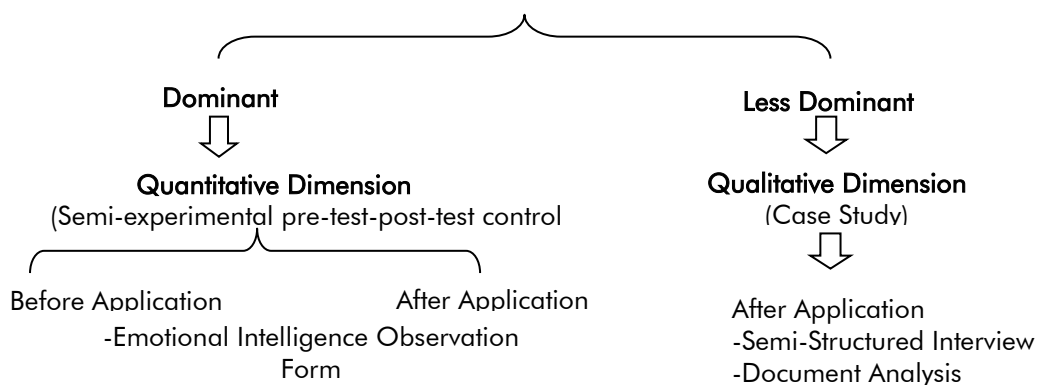 Dominant
Less Dominant
Quantitative Dimension
(Semi-experimental pre-test-post-test control
Qualitative Dimension
(Case Study)
Before Application
After Application
-Emotional Intelligence Observation
Form
After Application
-Semi-Structured Interview
-Document Analysis